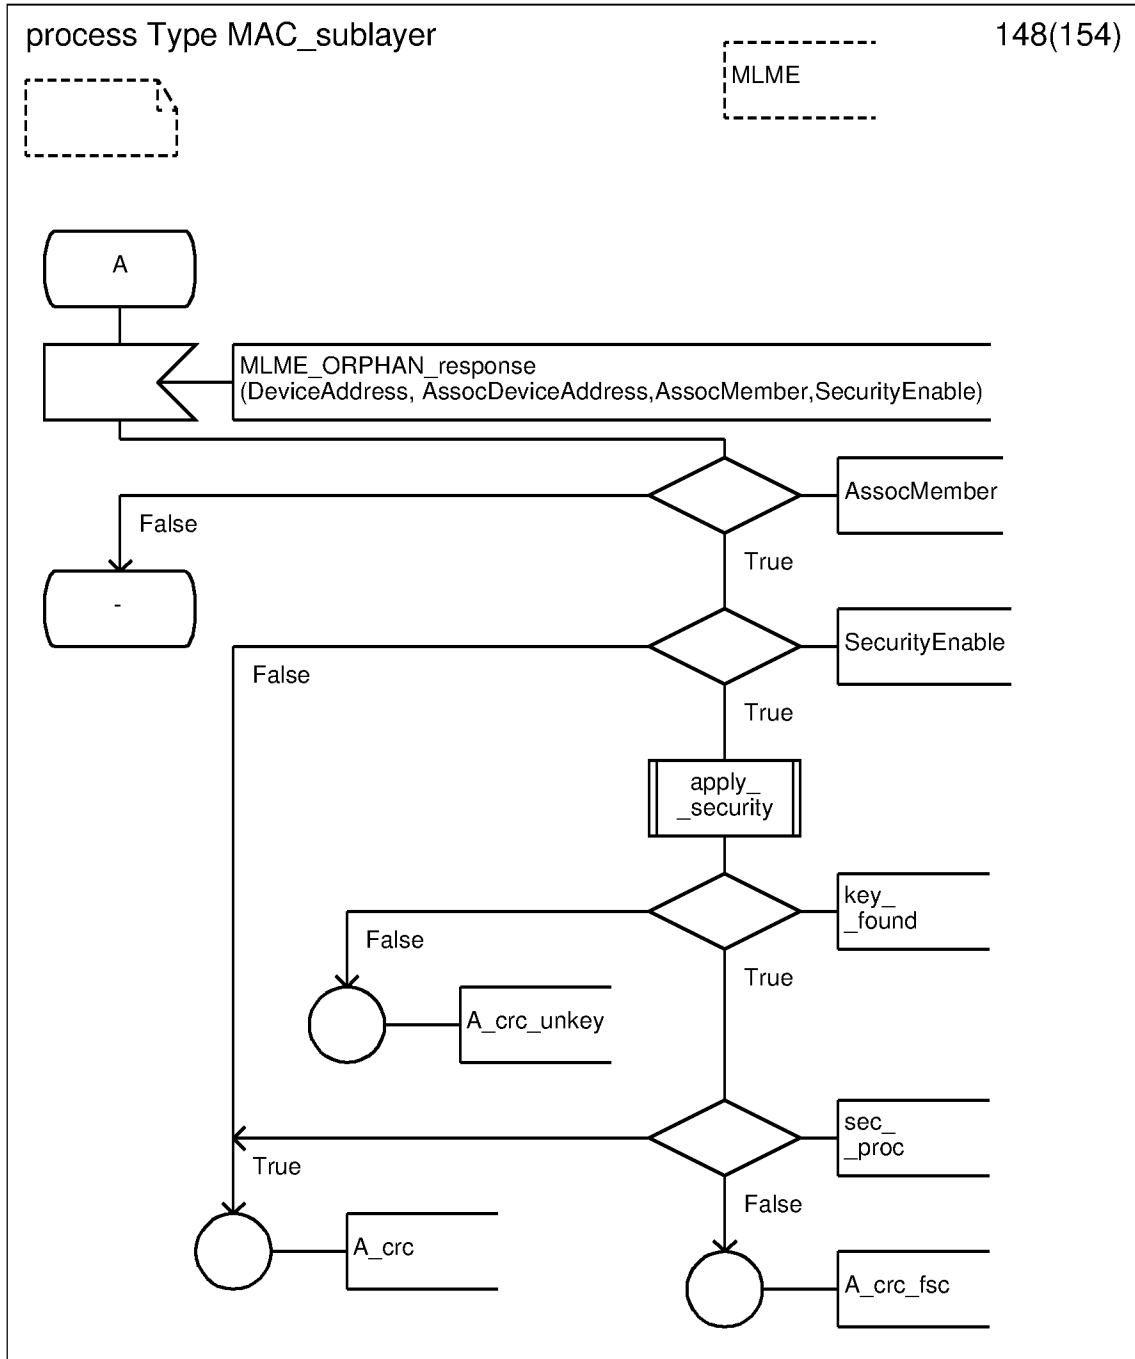 process Type MAC_sublayer
148(154)
MLME
A
MLME_ORPHAN_response
(DeviceAddress, AssocDeviceAddress,AssocMember,SecurityEnable)
AssocMember
False
True
-
SecurityEnable
False
True
apply_
_security
key_
_found
False
True
A_crc_unkey
sec_
_proc
True
False
A_crc
A_crc_fsc